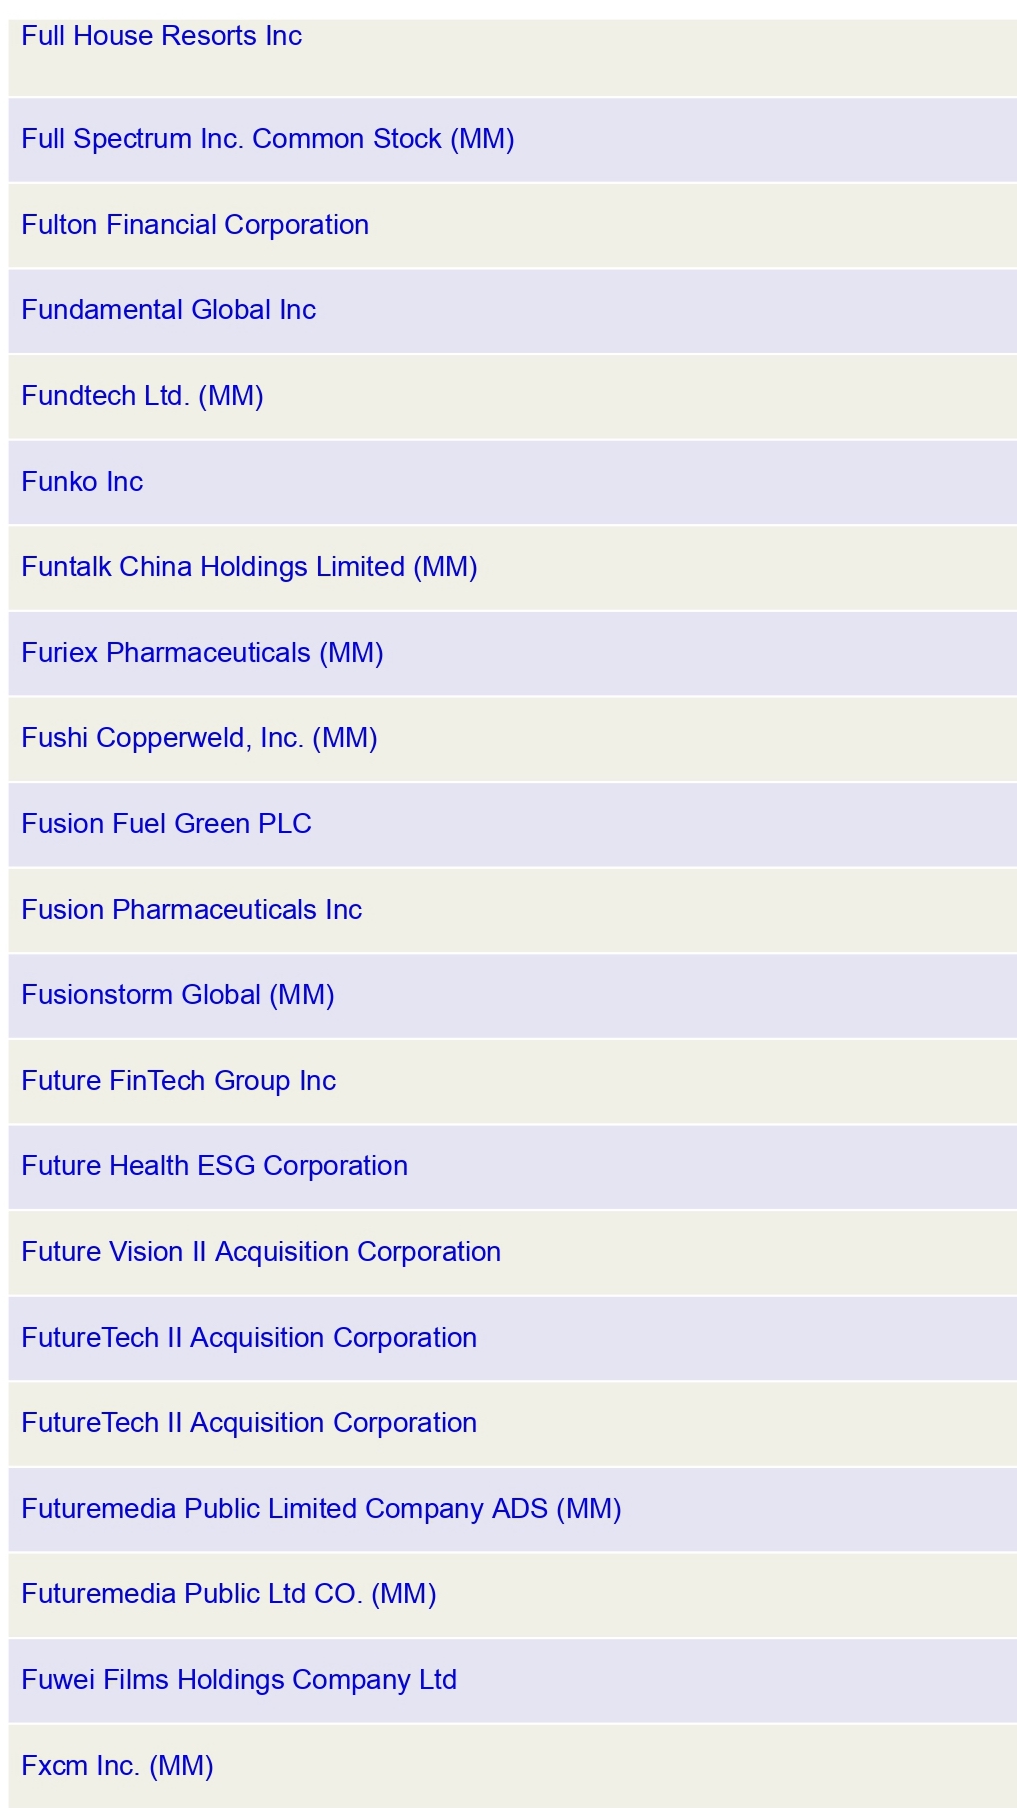 Full House Resorts Inc
Full Spectrum Inc. Common Stock (MM)
Fulton Financial Corporation
Fundamental Global Inc
Fundtech Ltd. (MM)
Funko Inc
Funtalk China Holdings Limited (MM)
Furiex Pharmaceuticals (MM)
Fushi Copperweld, Inc. (MM)
Fusion Fuel Green PLC
Fusion Pharmaceuticals Inc
Fusionstorm Global (MM)
Future FinTech Group Inc
Future Health ESG Corporation
Future Vision II Acquisition Corporation
FutureTech II Acquisition Corporation
FutureTech II Acquisition Corporation
Futuremedia Public Limited Company ADS (MM)
Futuremedia Public Ltd CO. (MM)
Fuwei Films Holdings Company Ltd
Fxcm Inc. (MM)